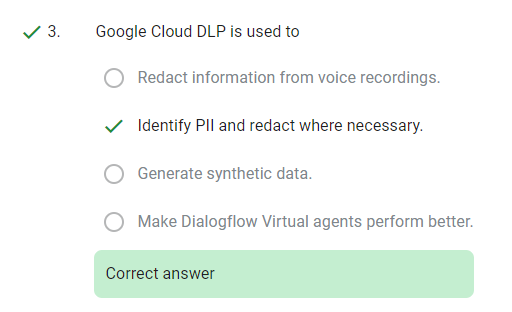 3. Google Cloud DLP is used to
Redact information from voice recordings.
Identify PII and redact where necessary.
Generate synthetic data.
Make Dialogflow Virtual agents perform better.
Correct answer